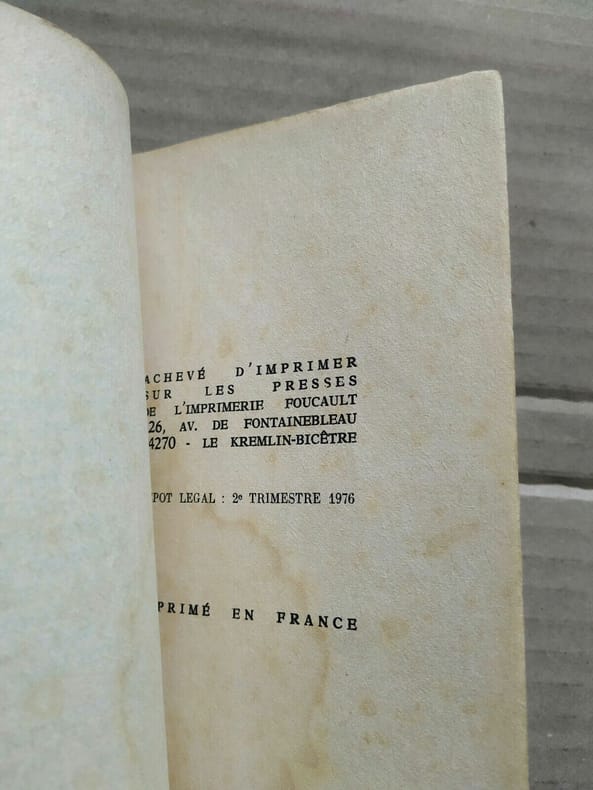 ACHEVÉ D'IMPRIMER
SUR LES PRESSES
DE L'IMPRIMERIE FOUCAULT
26, AV. DE FONTAINEBLEAU
4270 - LE KREMLIN-BICÊTRE
POT LEGAL : 2e TRIMESTRE 1976
PRIMÉ EN FRANCE